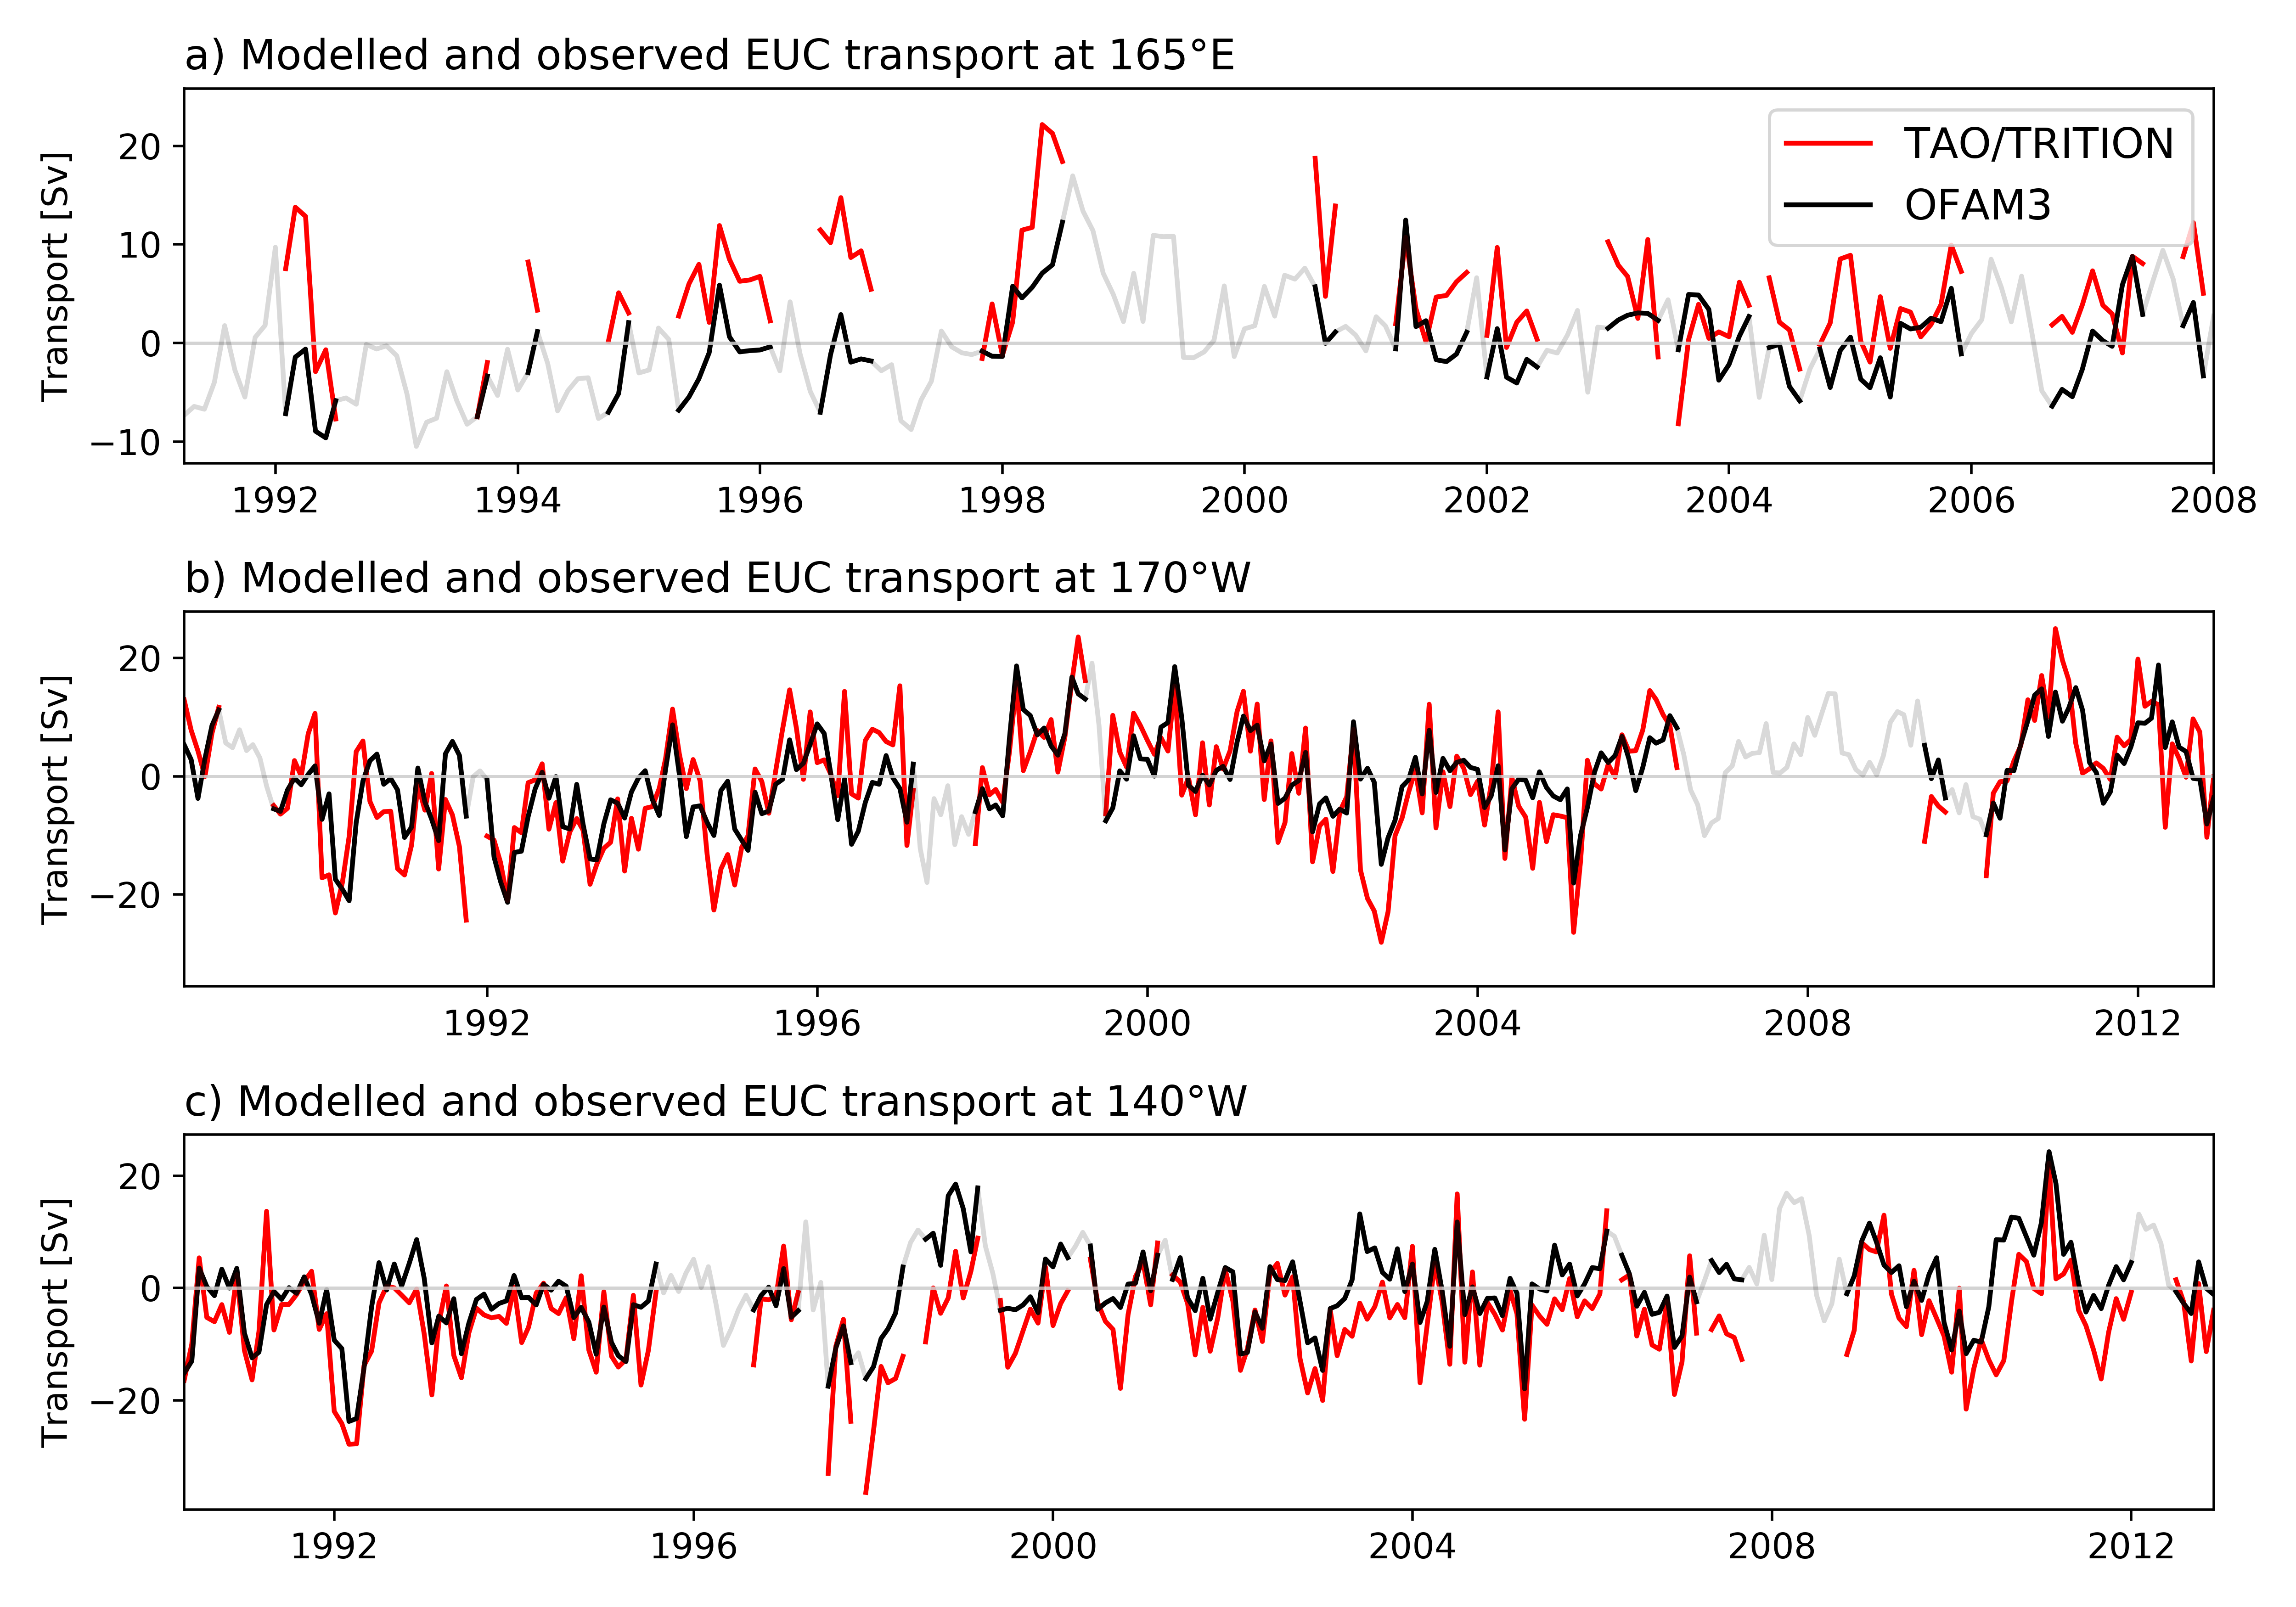 a) Modelled and observed EUC transport at 165°E
Transport [Sv]
20
10
0
−10
TAO/TRITION
OFAM3
1992 1994 1996 1998 2000 2002 2004 2006 2008
b) Modelled and observed EUC transport at 170°W
Transport [Sv]
20
0
−20
1992 1996 2000 2004 2008 2012
c) Modelled and observed EUC transport at 140°W
Transport [Sv]
20
0
−20
1992 1996 2000 2004 2008 2012